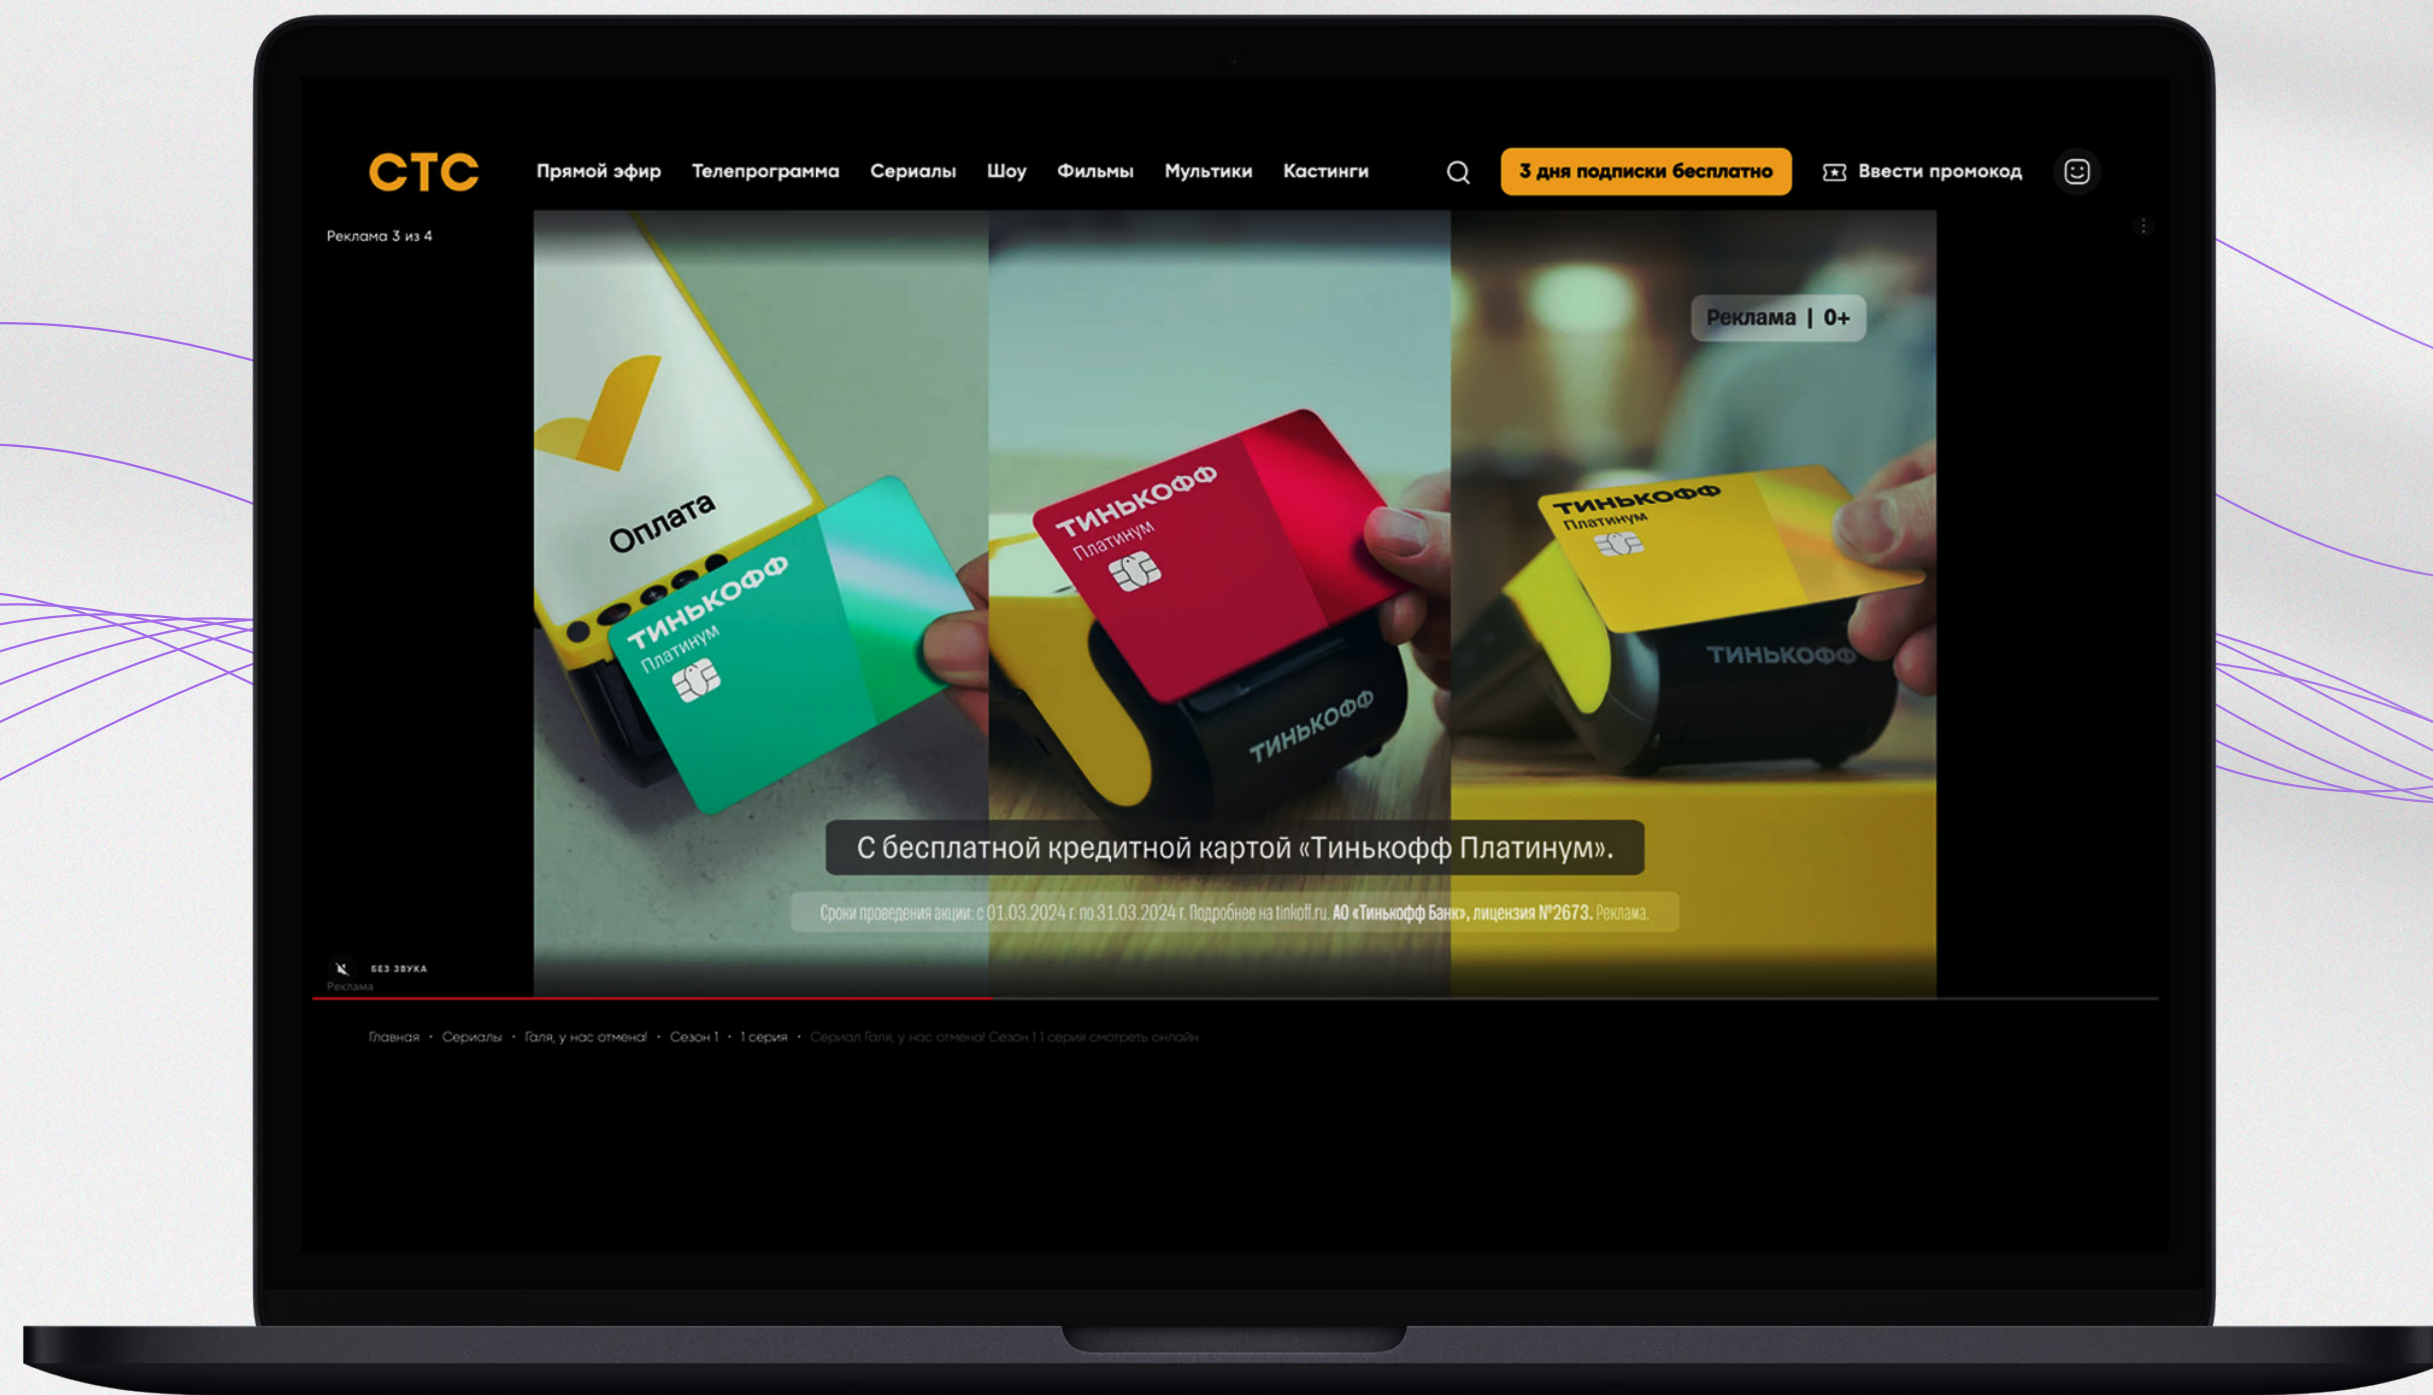 СТС
Прямой эфир Телепрограмма Сериалы Шоу Фильмы Мультики Кастинги 3 дня подписки бесплатно Ввести промокод
Реклама 3 из 4
Реклама | 0+
Оплата
ТИНЬКОФФ
Платинум
ТИНЬКОФФ
Платинум
ТИНЬКОФФ
ТИНЬКОФФ
Платинум
ТИНЬКОФФ
С бесплатной кредитной картой «Тинькофф Платинум».
Сроки проведения акции: с 01.03.2024 г. по 31.03.2024 г. Подробнее на tinkoff.ru. АО «Тинькофф Банк», лицензия №2673. Реклама.
БЕЗ ЗВУКА
Реклама
Главная · Сериалы · Галя, у нас отмена! · Сезон 1 · 1 серия · Сериал Галя, у нас отмена! Сезон 1 1 серия смотреть онлайн